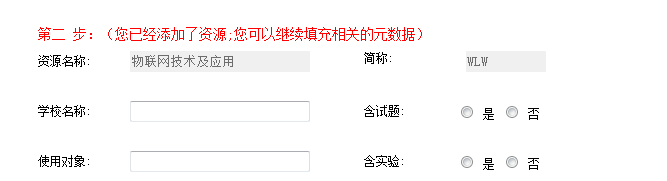 第二 步：（您已经添加了资源;您可以继续填充相关的元数据）
资源名称: 物联网技术及应用 简称: WLW
学校名称: 含试题: 是 否
使用对象: 含实验: 是 否